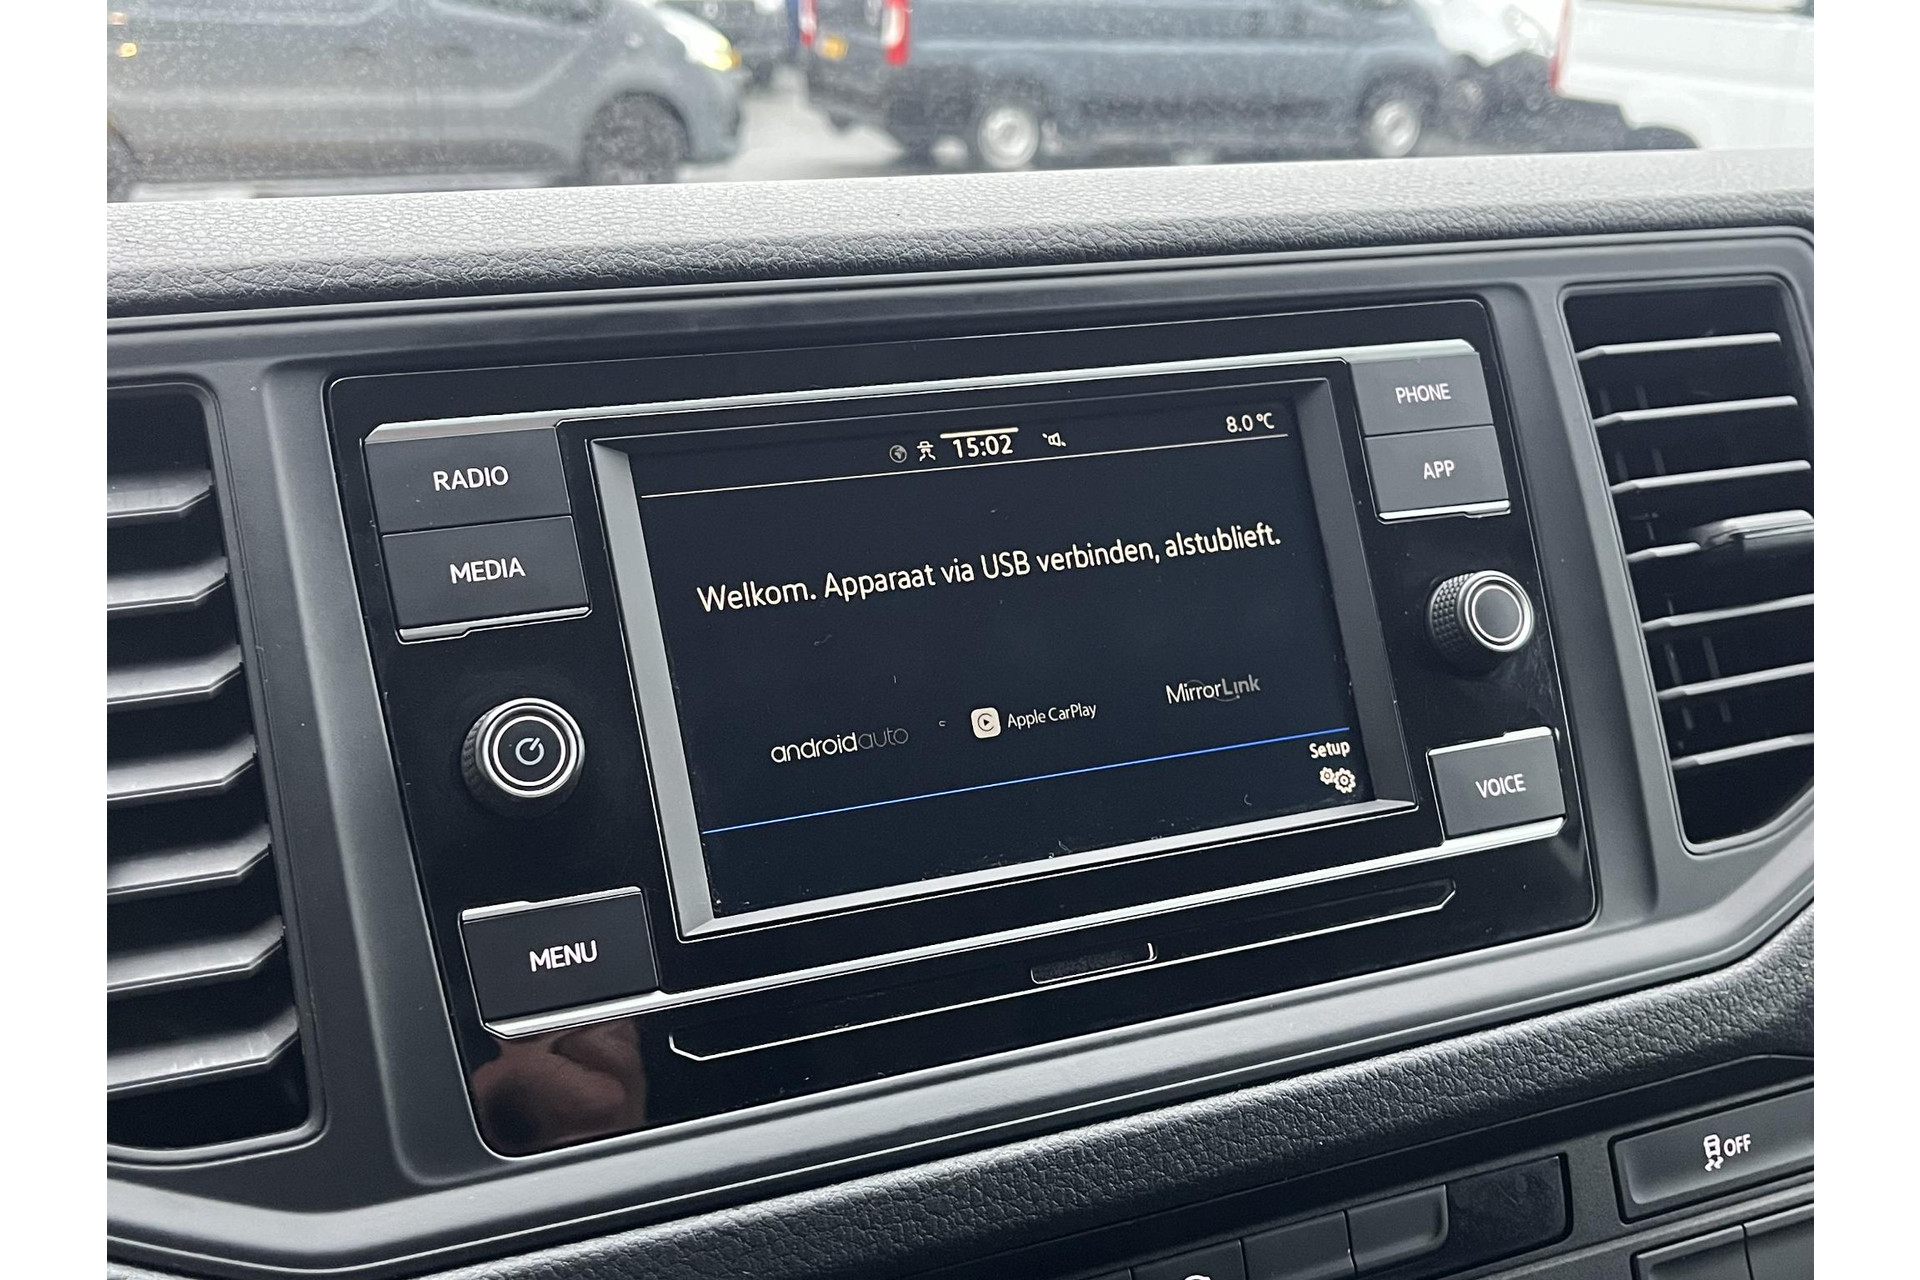 PHONE
APP
RADIO
MEDIA
15:02
8.0 °C
Welkom. Apparaat via USB verbinden, alstublieft.
androidauto
Apple CarPlay
MirrorLink
Setup
VOICE
MENU
OFF